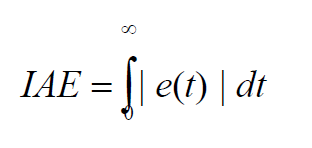 IAE = ∫₀^∞ | e(t) | dt